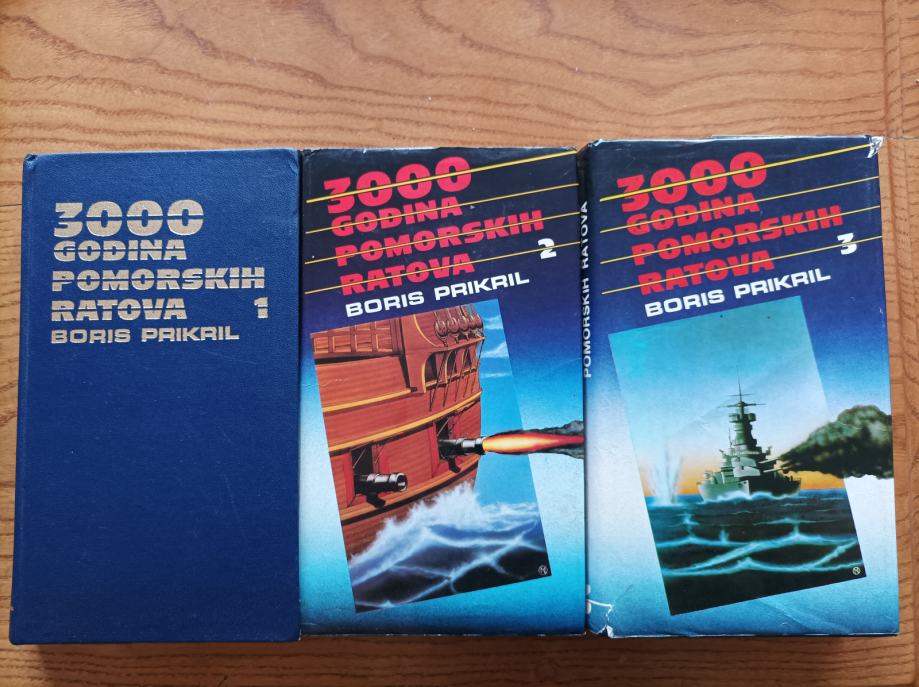 3000
GODINA
POMORSKIH
RATOVA 1
BORIS PRIKRIL
3000
GODINA
POMORSKIH
RATOVA 2
BORIS PRIKRIL
POMORSKIH RATOVA
3000
GODINA
POMORSKIH
RATOVA 3
BORIS PRIKRIL